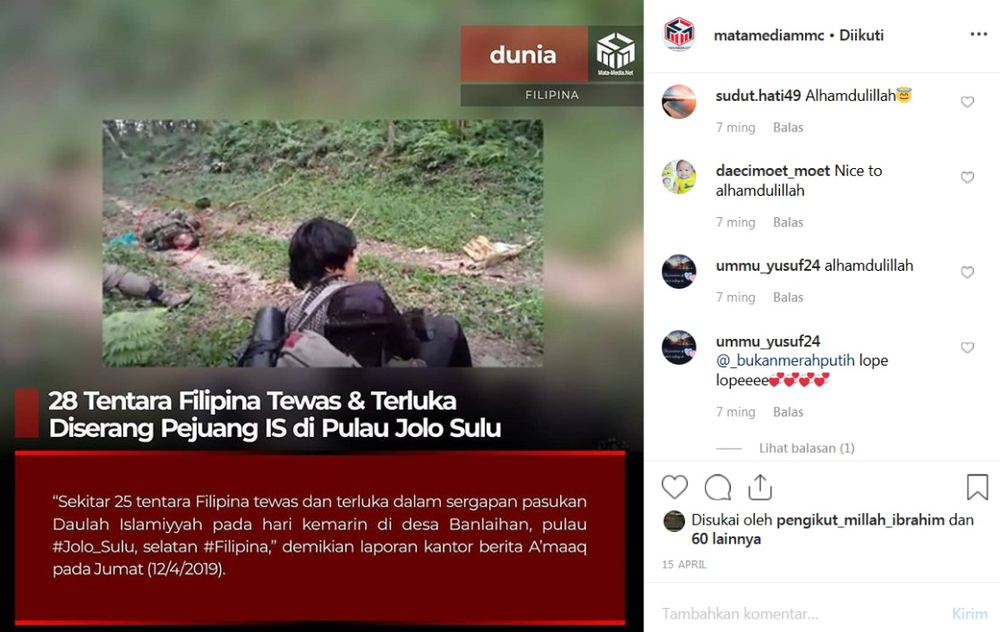 dunia
Mata-Media.Net
FILIPINA
28 Tentara Filipina Tewas & Terluka
Diserang Pejuang IS di Pulau Jolo Sulu
“Sekitar 25 tentara Filipina tewas dan terluka dalam sergapan pasukan
Daulah Islamiyyah pada hari kemarin di desa Banlaihan, pulau
#Jolo_Sulu, selatan #Filipina,” demikian laporan kantor berita A’maaq
pada Jumat (12/4/2019).
matamediammc • Diikuti
sudut.hati49 Alhamdulillah😇
7 ming Balas
daecimoet_moet Nice to
alhamdulillah
7 ming Balas
ummu_yusuf24 alhamdulillah
7 ming Balas
ummu_yusuf24
@_bukanmerahputih lope
lopeeee💞💞💞💞
7 ming Balas
Lihat balasan (1)
Disukai oleh pengikut_millah_ibrahim dan
60 lainnya
15 APRIL
Tambahkan komentar...
Kirim